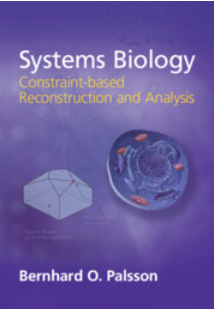 Systems Biology
Constraint-based
Reconstruction and Analysis
Bernhard O. Palsson